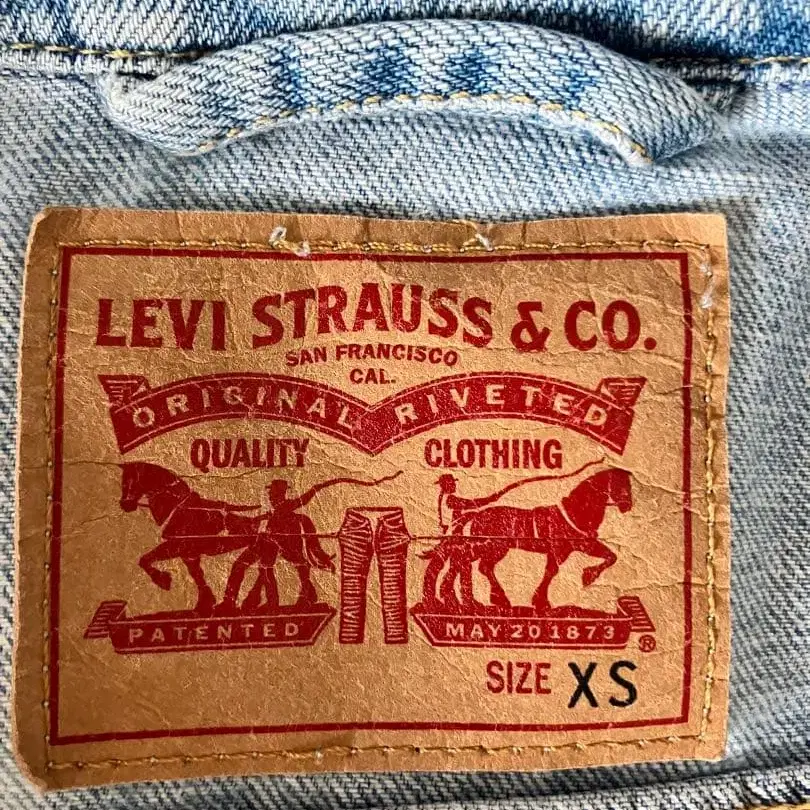 LEVI STRAUSS & CO.
SAN FRANCISCO
CAL.
ORIGINAL RIVETED
QUALITY CLOTHING
PATENTED MAY 20 1873 ®
SIZE XS